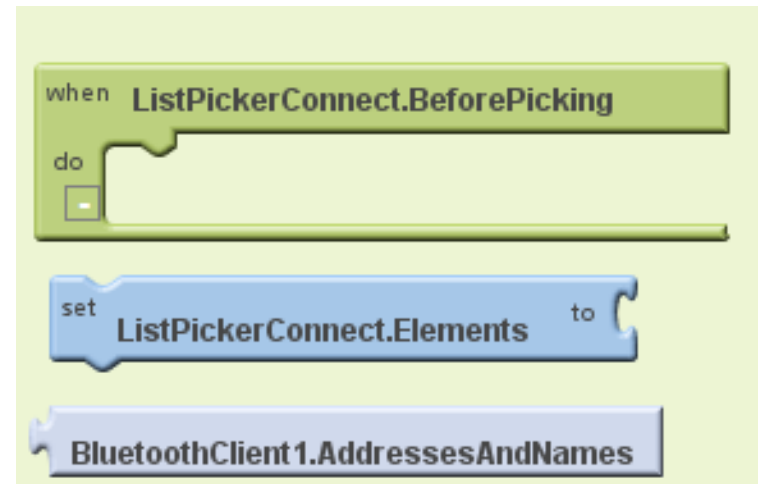 when ListPickerConnect.BeforePicking
do
-
set ListPickerConnect.Elements to
BluetoothClient1.AddressesAndNames